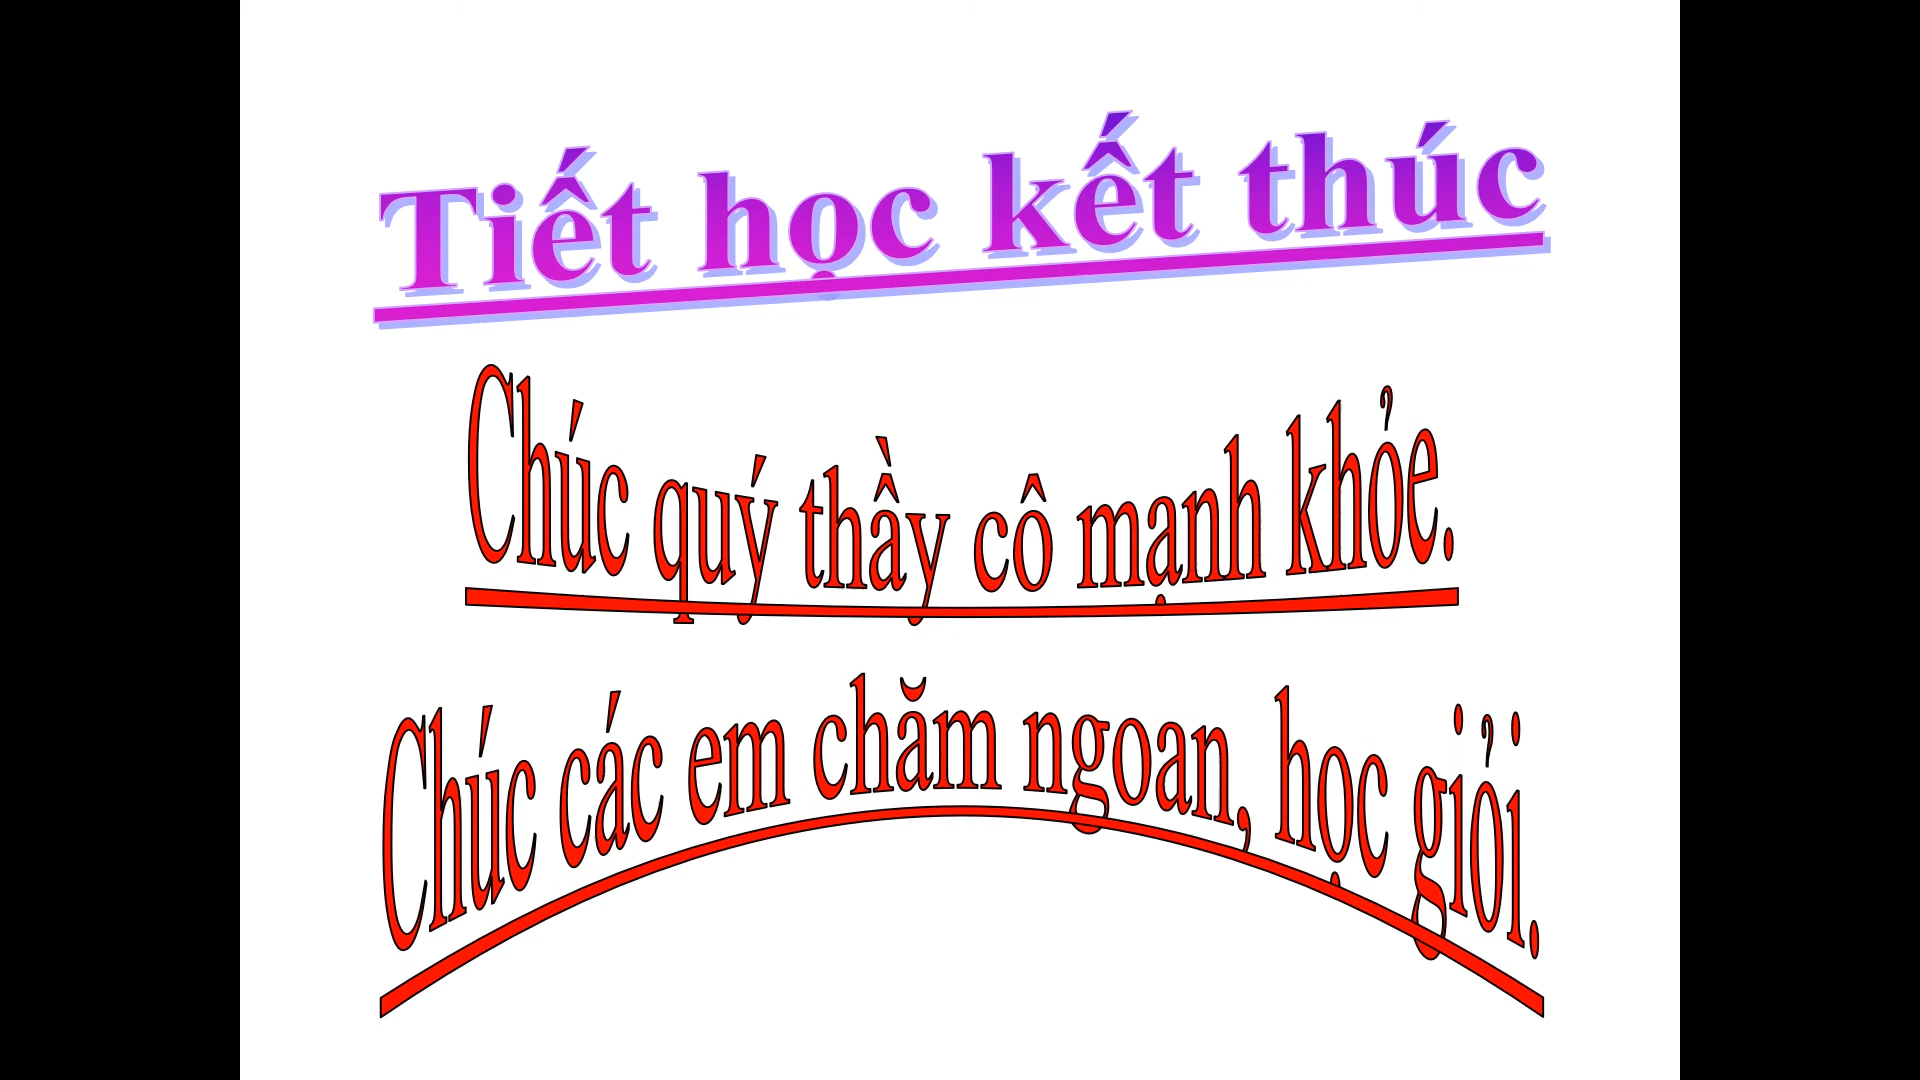 Tiết học kết thúc
Chúc quý thầy cô mạnh khỏe.
Chúc các em chăm ngoan, học giỏi.